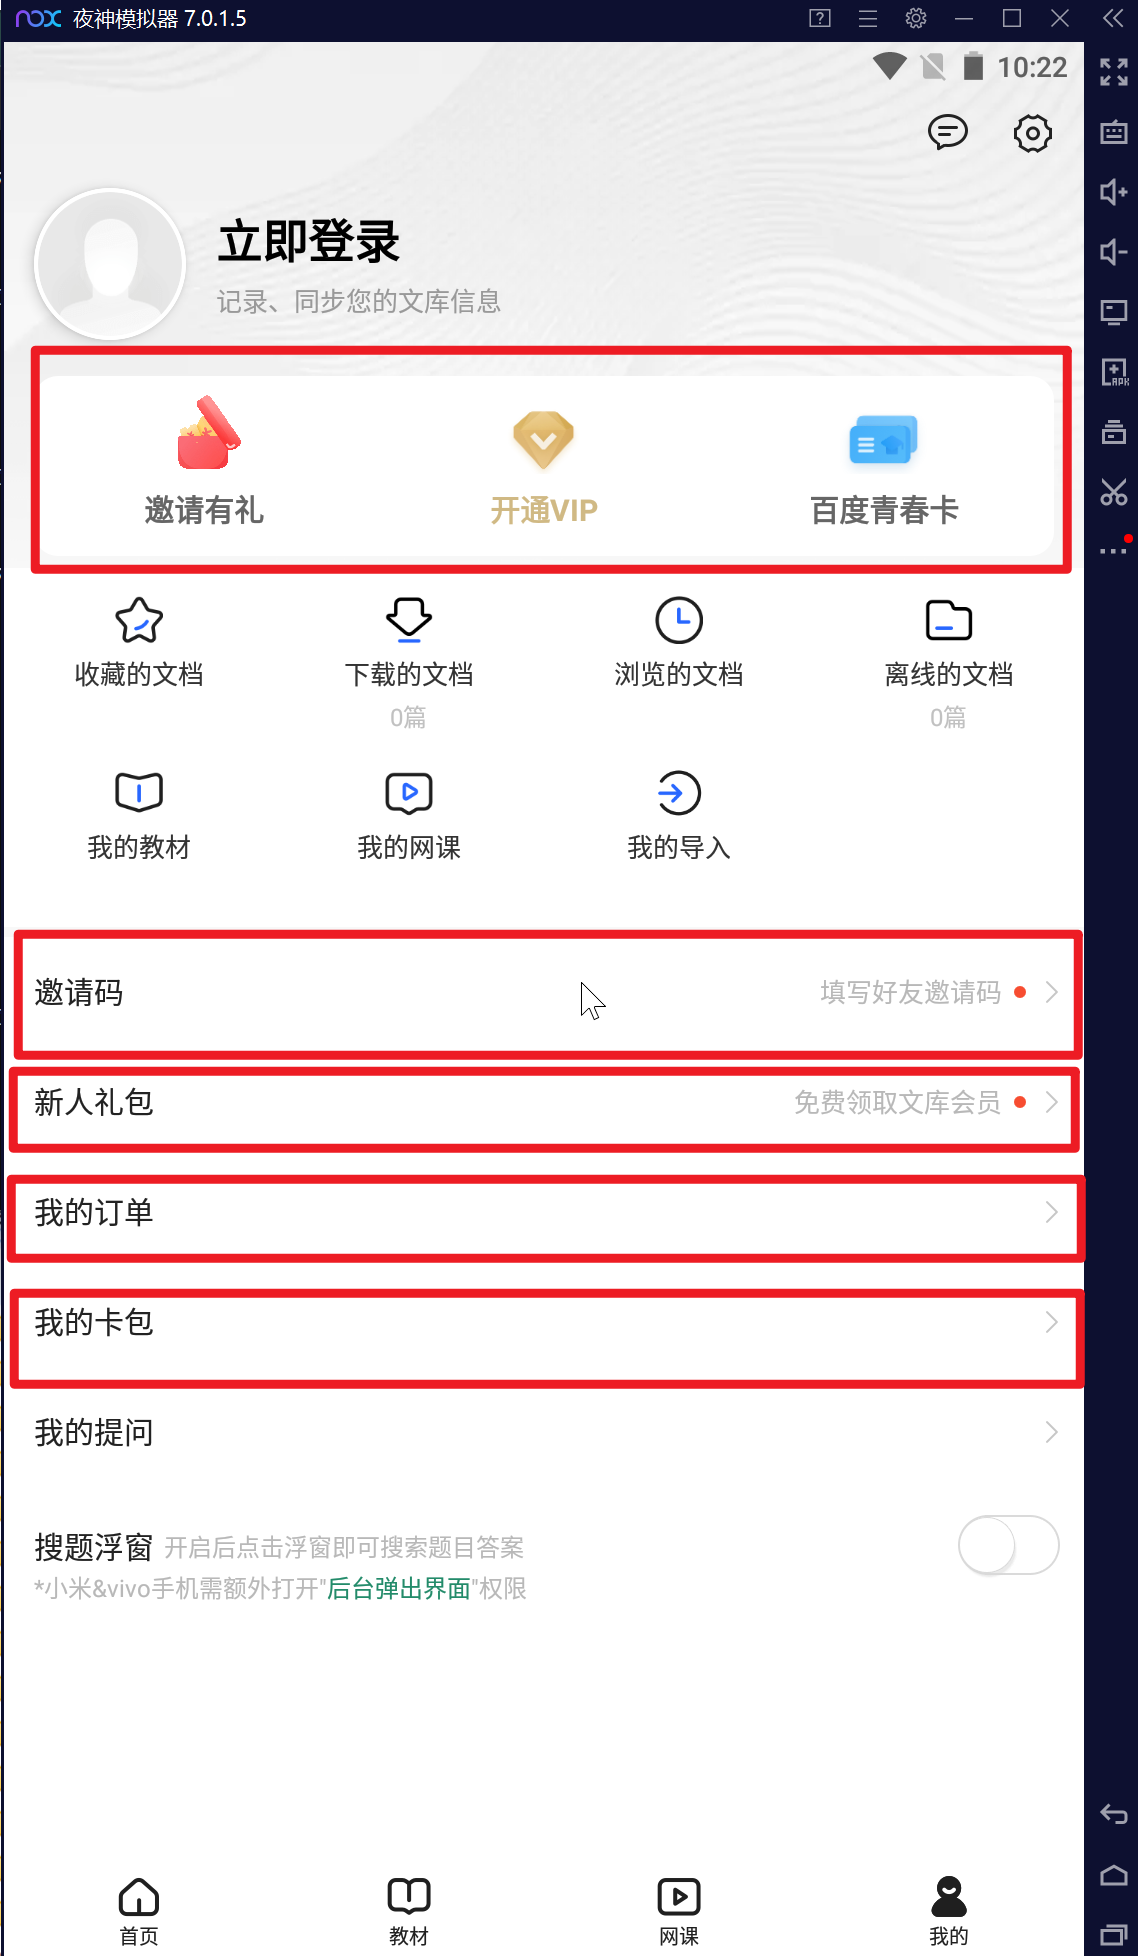 nox 夜神模拟器 7.0.1.5
10:22
立即登录
记录、同步您的文库信息
邀请有礼 开通VIP 百度青春卡
收藏的文档 下载的文档 浏览的文档 离线的文档
0篇 0篇
我的教材 我的网课 我的导入
邀请码 填写好友邀请码
新人礼包 免费领取文库会员
我的订单
我的卡包
我的提问
搜题浮窗 开启后点击浮窗即可搜索题目答案
*小米&vivo手机需额外打开"后台弹出界面"权限
首页 教材 网课 我的
APK